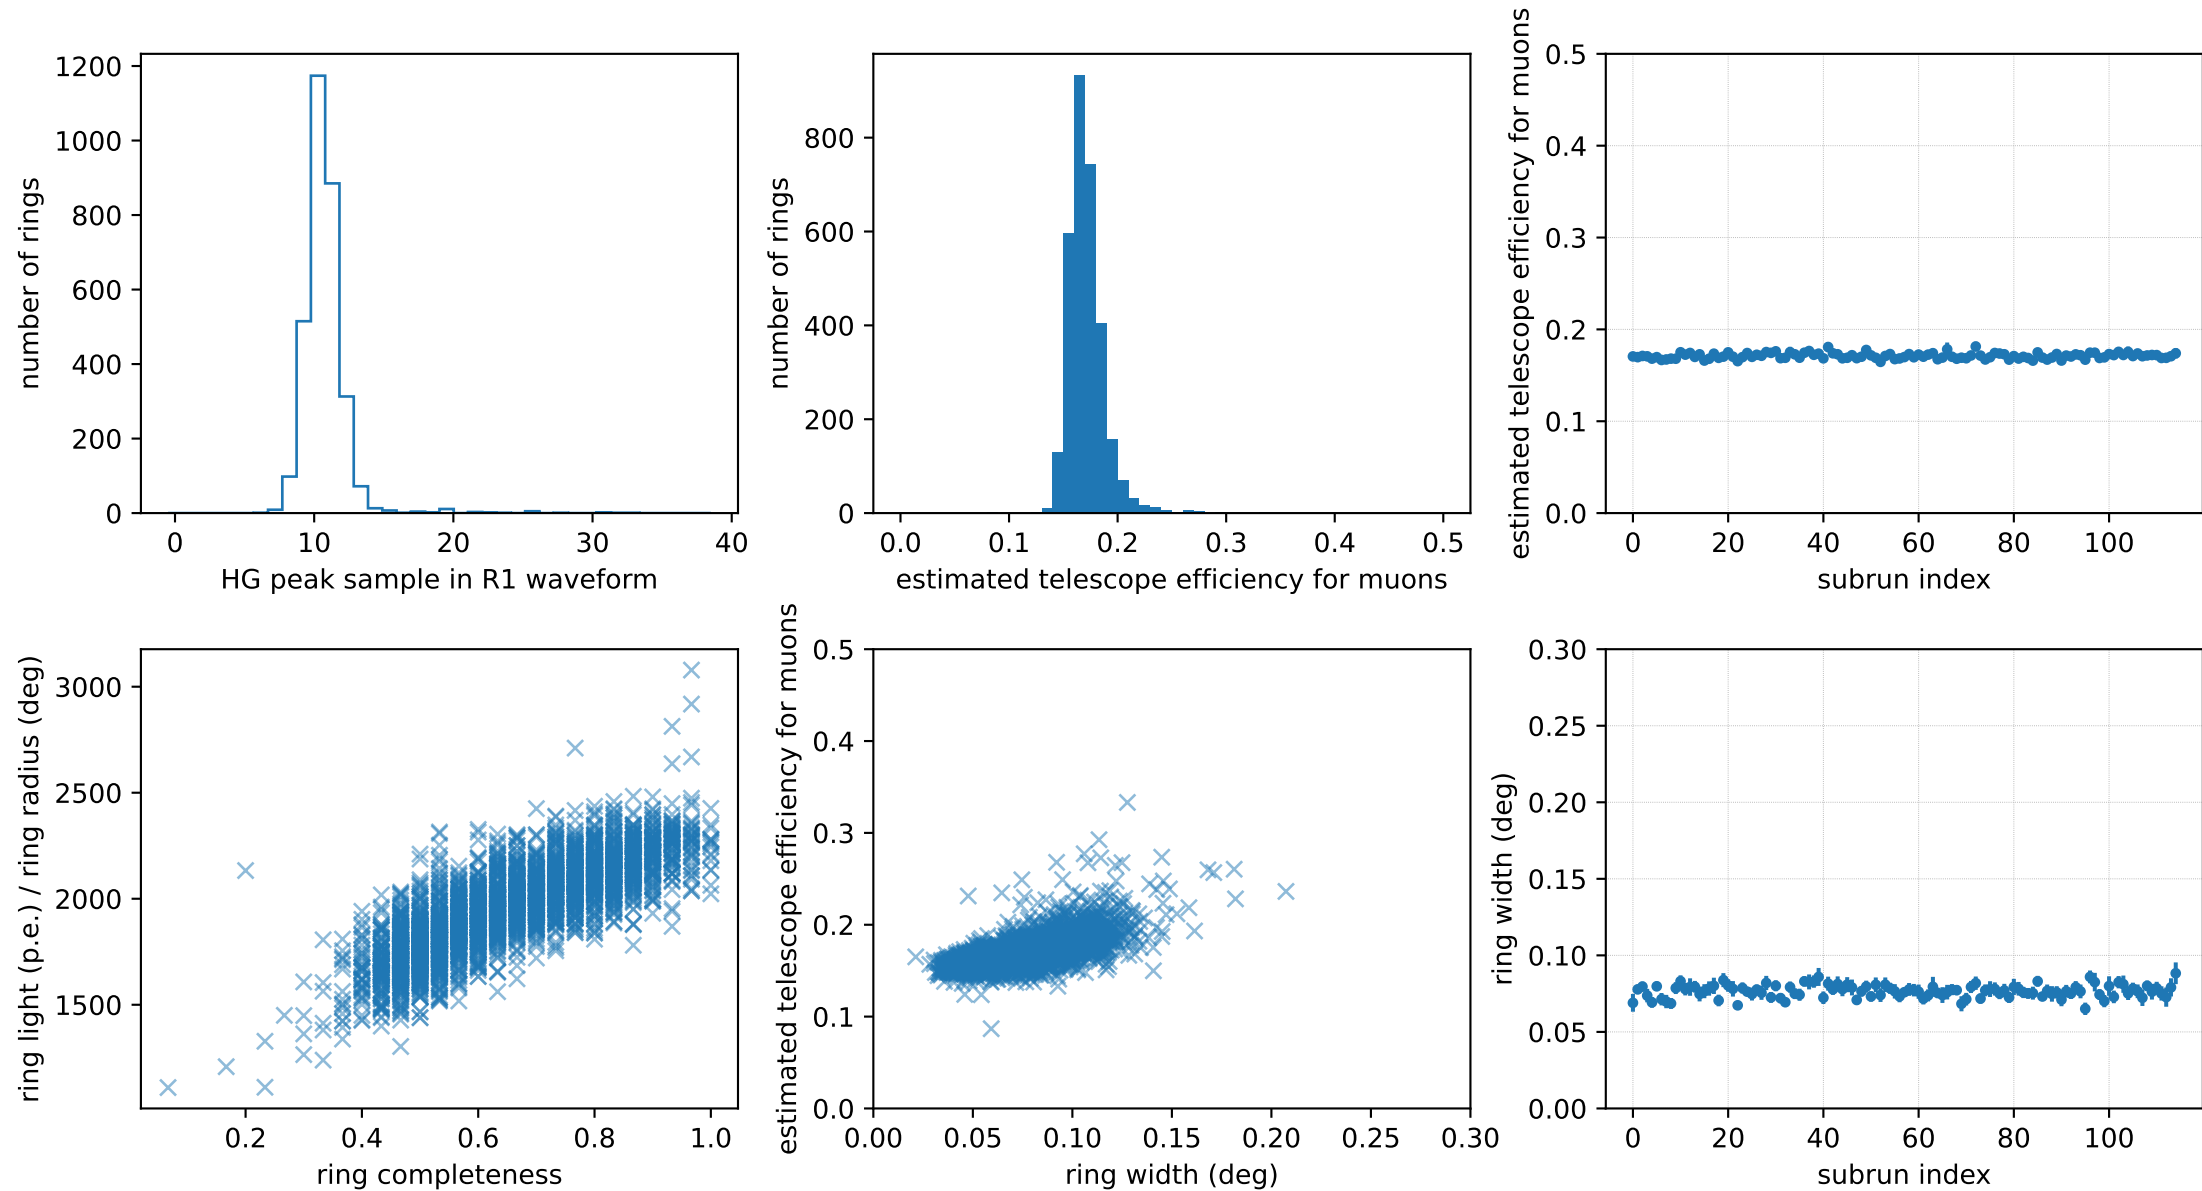 number of rings
1200
1000
800
600
400
200
0
0 10 20 30 40
HG peak sample in R1 waveform
number of rings
800
600
400
200
0
0.0 0.1 0.2 0.3 0.4 0.5
estimated telescope efficiency for muons
estimated telescope efficiency for muons
0.5
0.4
0.3
0.2
0.1
0.0
0 20 40 60 80 100
subrun index
ring light (p.e.) / ring radius (deg)
3000
2500
2000
1500
0.2 0.4 0.6 0.8 1.0
ring completeness
estimated telescope efficiency for muons
0.5
0.4
0.3
0.2
0.1
0.0
0.00 0.05 0.10 0.15 0.20 0.25 0.30
ring width (deg)
ring width (deg)
0.30
0.25
0.20
0.15
0.10
0.05
0.00
0 20 40 60 80 100
subrun index